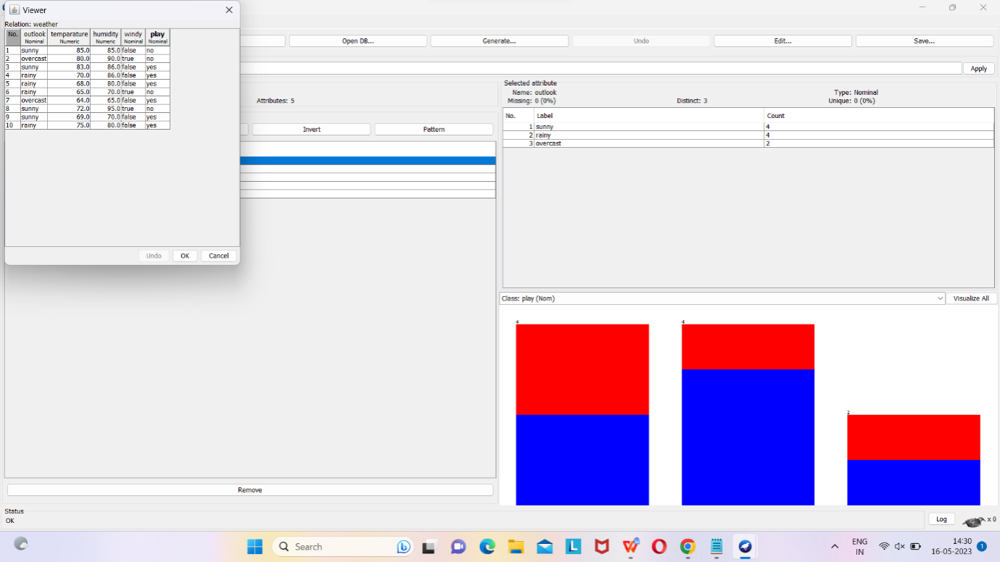 Viewer
Relation: weather
No. outlook temparature humidity windy play
Nominal Numeric Numeric Nominal Nominal
1 sunny 85.0 85.0 false no
2 overcast 80.0 90.0 true no
3 sunny 83.0 86.0 false yes
4 rainy 70.0 86.0 false yes
5 rainy 68.0 80.0 false yes
6 rainy 65.0 70.0 true no
7 overcast 64.0 65.0 false yes
8 sunny 72.0 95.0 true no
9 sunny 69.0 70.0 false yes
10 rainy 75.0 80.0 false yes
Undo OK Cancel
Open DB... Generate... Undo Edit... Save...
Apply
Attributes: 5
Invert Pattern
Remove
Selected attribute
Name: outlook Type: Nominal
Missing: 0 (0%) Distinct: 3 Unique: 0 (0%)
No. Label Count
1 sunny 4
2 rainy 4
3 overcast 2
Class: play (Nom) Visualize All
4 4
2
Status
OK
Log x 0
Search
ENG
IN
14:30
16-05-2023
1